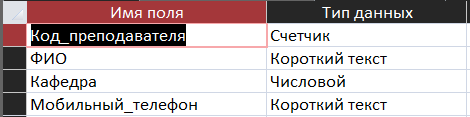 Имя поля Тип данных
Код_преподавателя Счетчик
ФИО Короткий текст
Кафедра Числовой
Мобильный_телефон Короткий текст